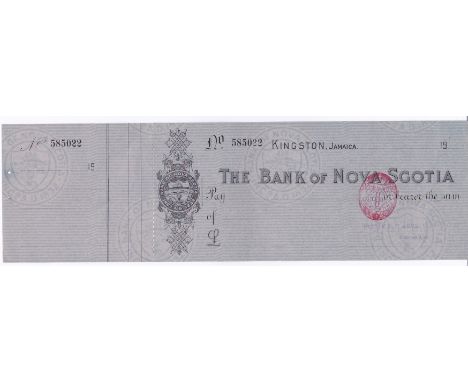 No 585022
19
No 585022 KINGSTON, JAMAICA. 19
THE BANK OF NOVA SCOTIA
Pay or bearer the sum
of
£